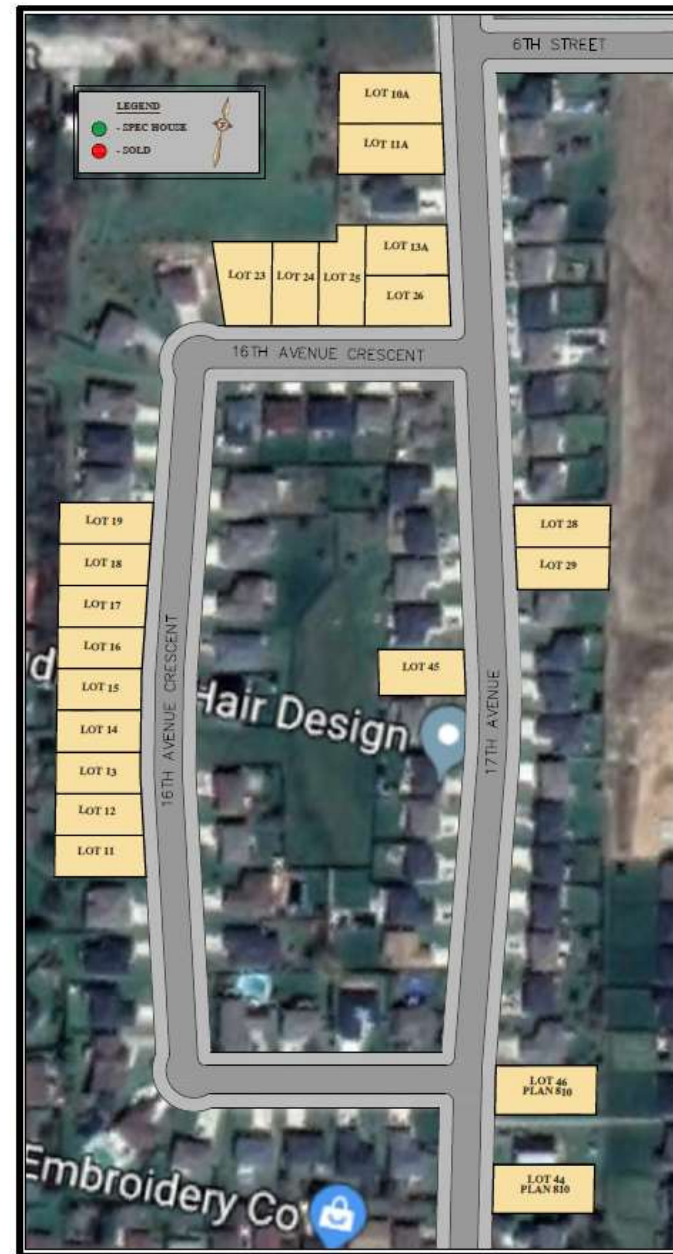 6TH STREET
LEGEND
- SPEC HOUSE
- SOLD
LOT 10A
LOT 11A
LOT 13A
LOT 23
LOT 24
LOT 25
LOT 26
16TH AVENUE CRESCENT
LOT 19
LOT 18
LOT 17
LOT 16
LOT 15
LOT 14
LOT 13
LOT 12
LOT 11
16TH AVENUE CRESCENT
LOT 28
LOT 29
LOT 45
Hair Design
17TH AVENUE
LOT 46
PLAN 810
LOT 44
PLAN 810
Embroidery Co